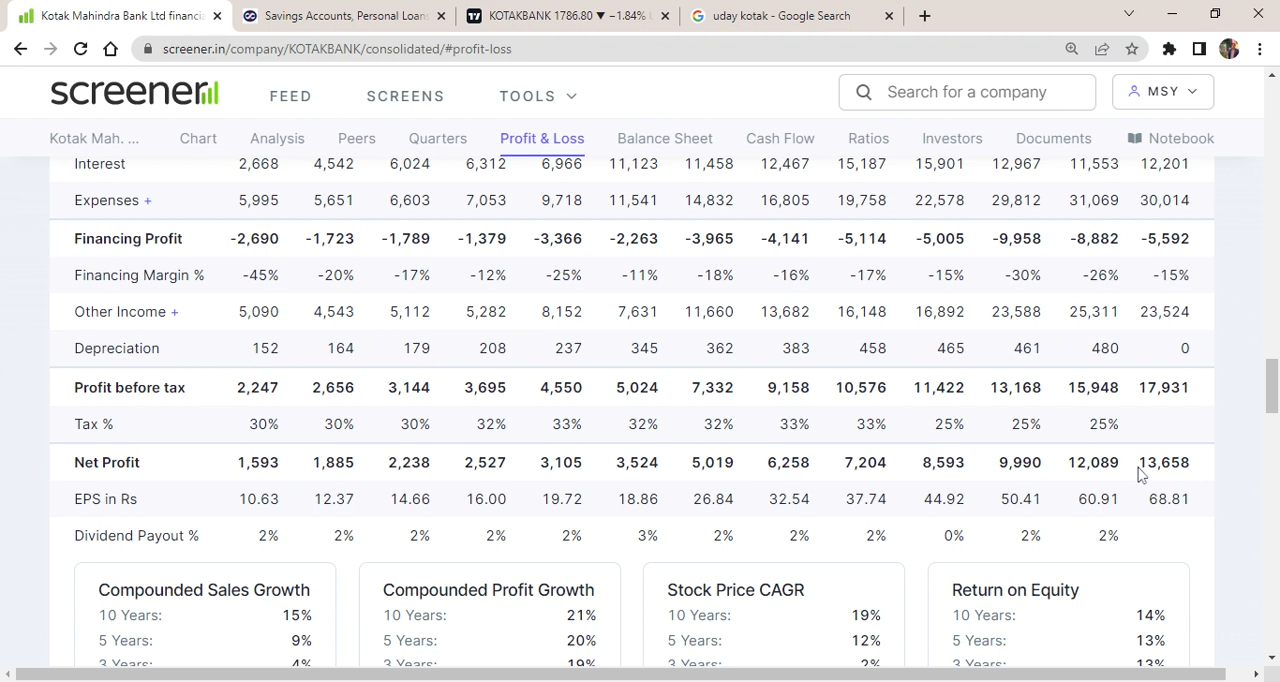 Kotak Mahindra Bank Ltd financia
Savings Accounts, Personal Loan
KOTAKBANK 1786.80 ▼ −1.84%
uday kotak - Google Search
screener.in/company/KOTAKBANK/consolidated/#profit-loss
screener
FEED
SCREENS
TOOLS
Search for a company
MSY
Kotak Mah. ...
Chart
Analysis
Peers
Quarters
Profit & Loss
Balance Sheet
Cash Flow
Ratios
Investors
Documents
Notebook
Interest 2,668 4,542 6,024 6,312 6,966 11,123 11,458 12,467 15,187 15,901 12,967 11,553 12,201
Expenses + 5,995 5,651 6,603 7,053 9,718 11,541 14,832 16,805 19,758 22,578 29,812 31,069 30,014
Financing Profit -2,690 -1,723 -1,789 -1,379 -3,366 -2,263 -3,965 -4,141 -5,114 -5,005 -9,958 -8,882 -5,592
Financing Margin % -45% -20% -17% -12% -25% -11% -18% -16% -17% -15% -30% -26% -15%
Other Income + 5,090 4,543 5,112 5,282 8,152 7,631 11,660 13,682 16,148 16,892 23,588 25,311 23,524
Depreciation 152 164 179 208 237 345 362 383 458 465 461 480 0
Profit before tax 2,247 2,656 3,144 3,695 4,550 5,024 7,332 9,158 10,576 11,422 13,168 15,948 17,931
Tax % 30% 30% 30% 32% 33% 32% 32% 33% 33% 25% 25% 25%
Net Profit 1,593 1,885 2,238 2,527 3,105 3,524 5,019 6,258 7,204 8,593 9,990 12,089 13,658
EPS in Rs 10.63 12.37 14.66 16.00 19.72 18.86 26.84 32.54 37.74 44.92 50.41 60.91 68.81
Dividend Payout % 2% 2% 2% 2% 2% 3% 2% 2% 2% 0% 2% 2%
Compounded Sales Growth
10 Years: 15%
5 Years: 9%
3 Years: 4%
Compounded Profit Growth
10 Years: 21%
5 Years: 20%
3 Years: 19%
Stock Price CAGR
10 Years: 19%
5 Years: 12%
3 Years: 2%
Return on Equity
10 Years: 14%
5 Years: 13%
3 Years: 13%